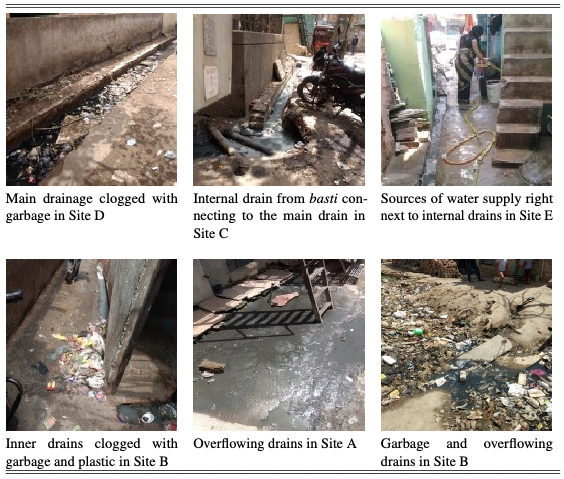 Main drainage clogged with
garbage in Site D
Internal drain from basti con-
necting to the main drain in
Site C
Sources of water supply right
next to internal drains in Site E
Inner drains clogged with
garbage and plastic in Site B
Overflowing drains in Site A
Garbage and overflowing
drains in Site B